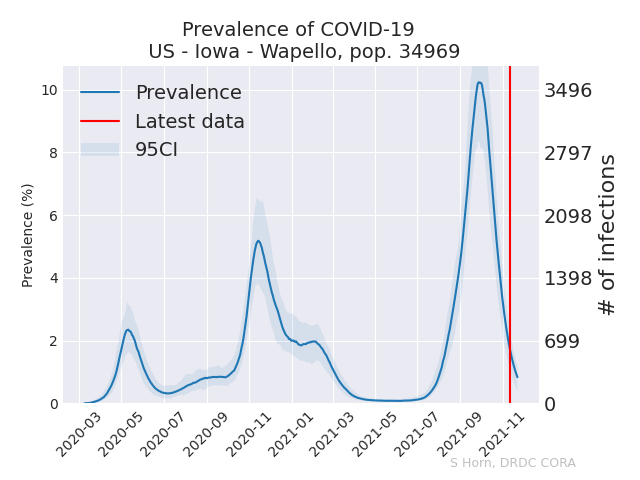 Prevalence of COVID-19
US - Iowa - Wapello, pop. 34969
Prevalence
Latest data
95CI
Prevalence (%)
10
8
6
4
2
0
3496
2797
2098
1398
699
0
# of infections
2020-03
2020-05
2020-07
2020-09
2020-11
2021-01
2021-03
2021-05
2021-07
2021-09
2021-11
S Horn, DRDC CORA